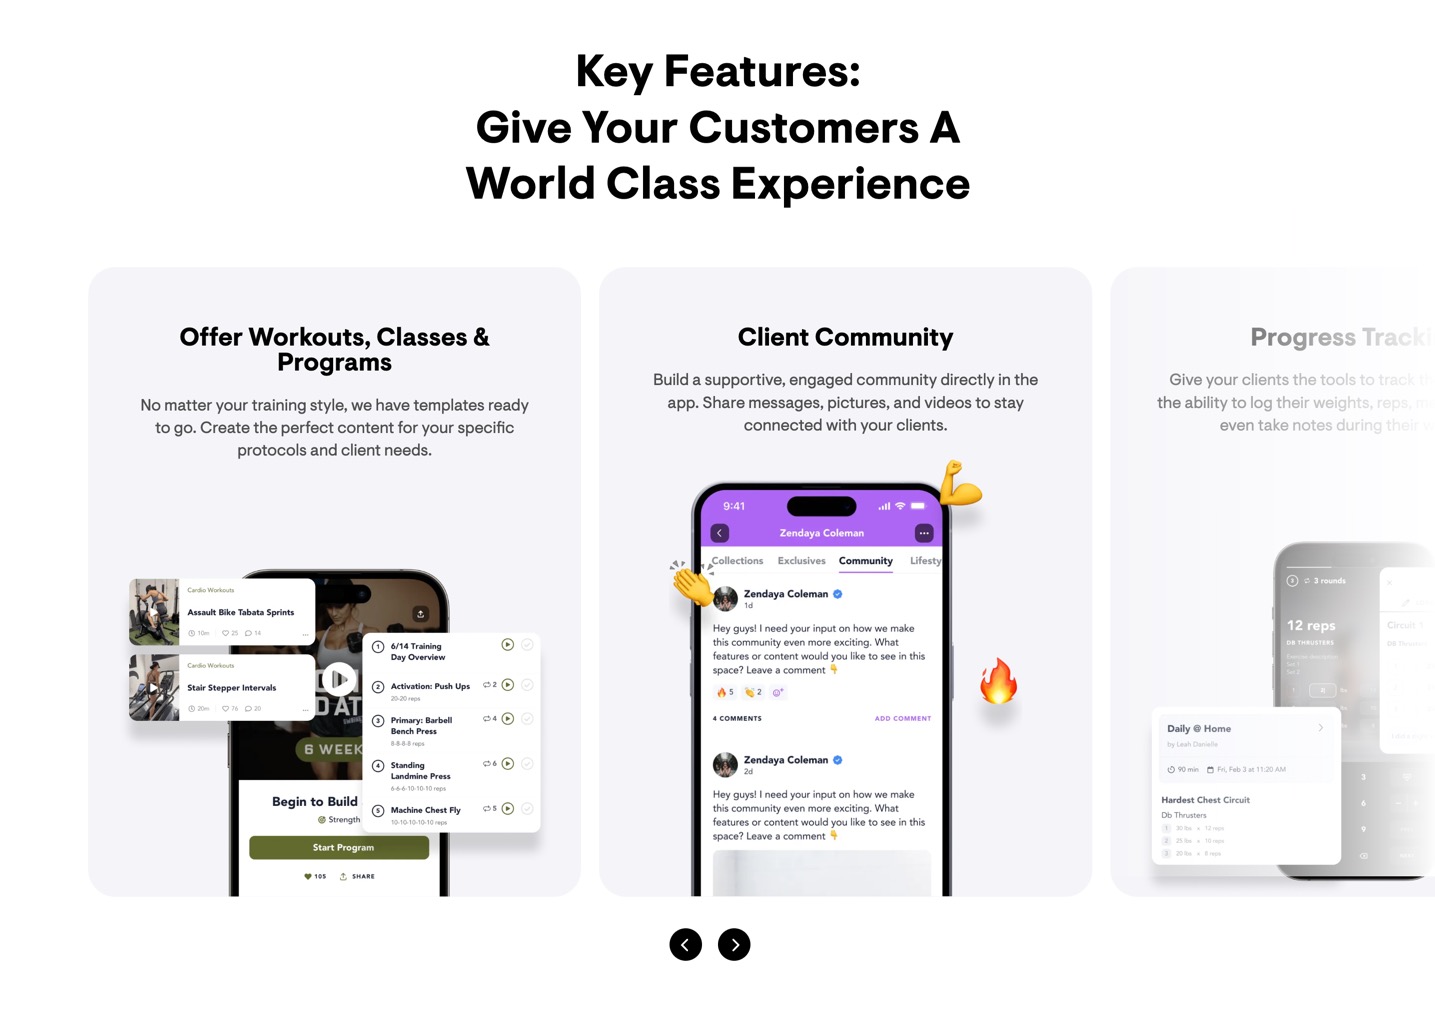 Key Features:
Give Your Customers A
World Class Experience
Offer Workouts, Classes &
Programs
No matter your training style, we have templates ready
to go. Create the perfect content for your specific
protocols and client needs.
Cardio Workouts
Assault Bike Tabata Sprints
10m 25 14
Cardio Workouts
Stair Stepper Intervals
20m 76 20
6 WEEK
1 6/14 Training
Day Overview
2 Activation: Push Ups 2
20-20 reps
3 Primary: Barbell 4
Bench Press
8-8-8-8 reps
4 Standing 6
Landmine Press
6-6-6-10-10-10 reps
5 Machine Chest Fly 5
10-10-10-10-10 reps
Begin to Build
Strength
Start Program
105 SHARE
Client Community
Build a supportive, engaged community directly in the
app. Share messages, pictures, and videos to stay
connected with your clients.
9:41
Zendaya Coleman
Collections Exclusives Community Lifesty
Zendaya Coleman
1d
Hey guys! I need your input on how we make
this community even more exciting. What
features or content would you like to see in this
space? Leave a comment 👇
🔥 5 👏 2
4 COMMENTS ADD COMMENT
Zendaya Coleman
2d
Hey guys! I need your input on how we make
this community even more exciting. What
features or content would you like to see in this
space? Leave a comment 👇
Progress Tracki
Give your clients the tools to track
the ability to log their weights, reps,
even take notes during their
3 3 rounds
12 reps
DB THRUSTERS
Circuit 1
Daily @ Home
by Leah Danielle
90 min Fri, Feb 3 at 11:20 AM
Hardest Chest Circuit
Db Thrusters
1 30 lbs x 12 reps
2 25 lbs x 10 reps
3 20 lbs x 8 reps
3
6
9